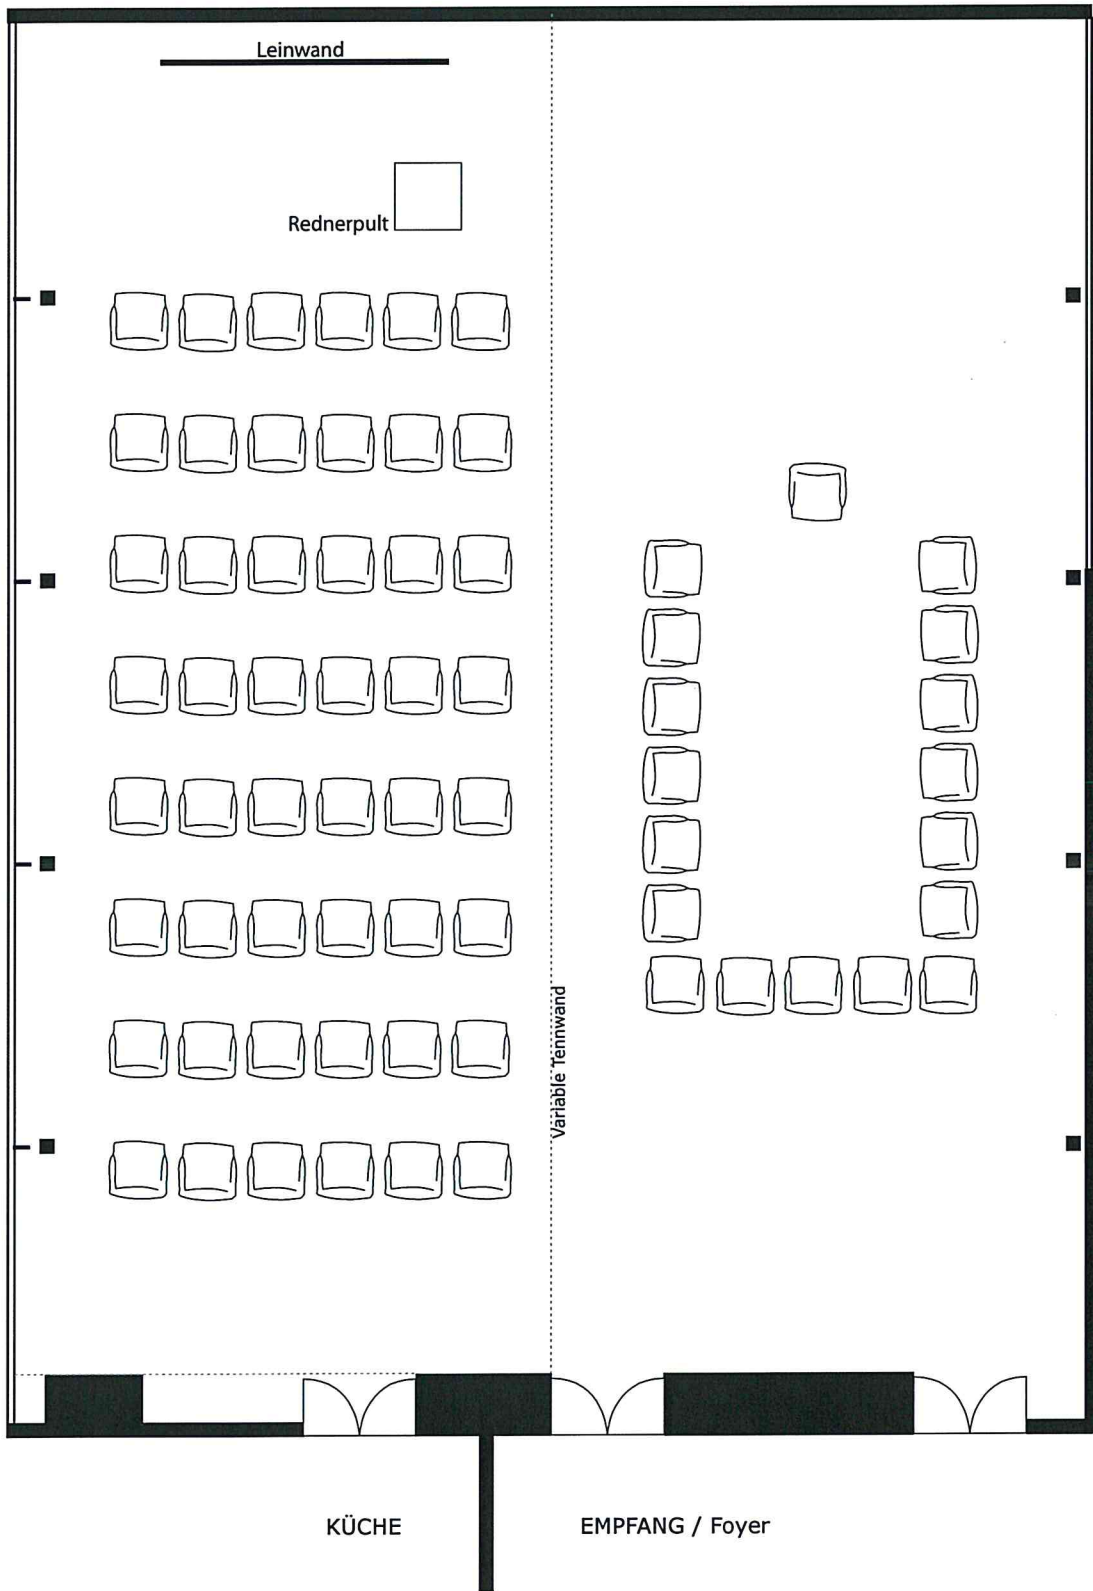 Leinwand
Rednerpult
Variable Tennwand
KÜCHE
EMPFANG / Foyer